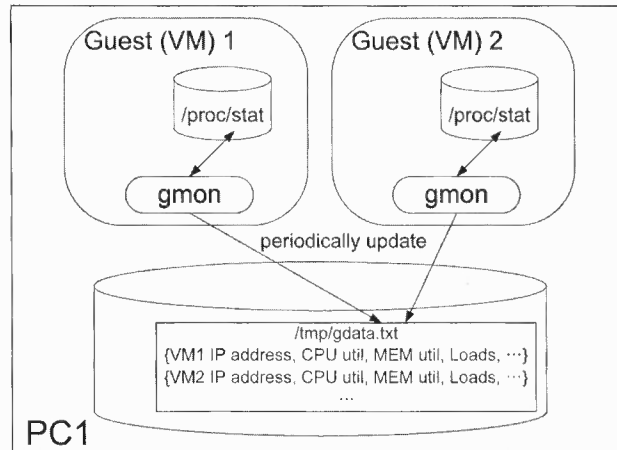 Guest (VM) 1
Guest (VM) 2
/proc/stat
/proc/stat
gmon
gmon
periodically update
/tmp/gdata.txt
{VM1 IP address, CPU util, MEM util, Loads, ⋯}
{VM2 IP address, CPU util, MEM util, Loads, ⋯}
...
PC1